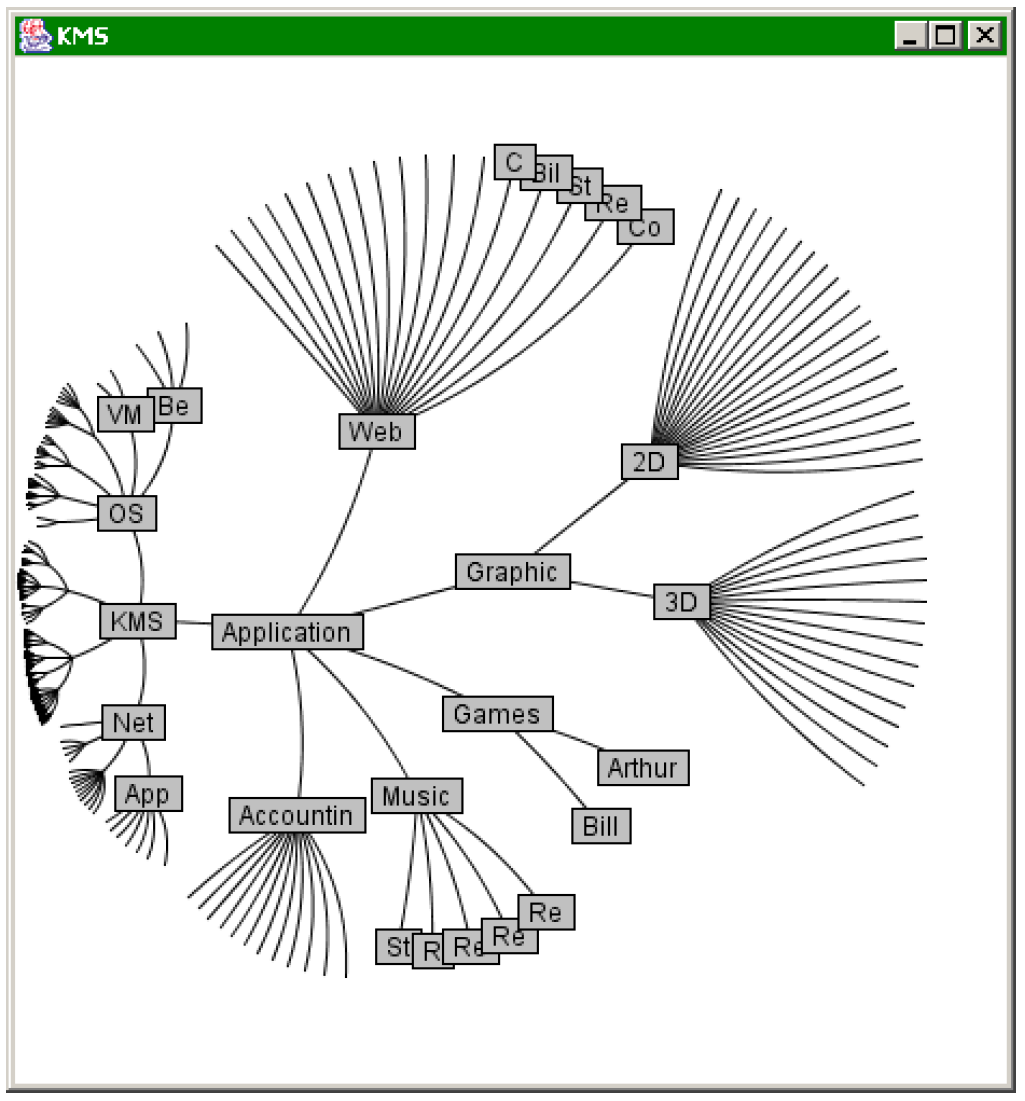 KMS
C
Bil
St
Re
Co
VM
Be
Web
2D
OS
Graphic
3D
KMS
Application
Games
Net
Arthur
App
Music
Accountin
Bill
Re
St
R
Re
Re